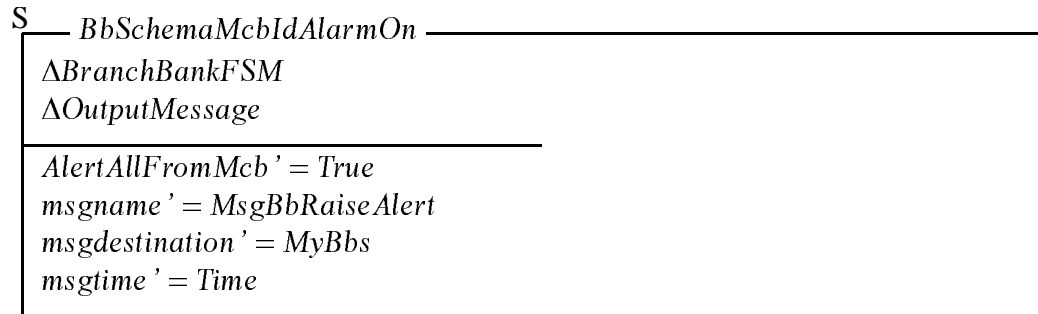 S
BbSchemaMcbIdAlarmOn
ΔBranchBankFSM
ΔOutputMessage
AlertAllFromMcb ’ = True
msgname ’ = MsgBbRaiseAlert
msgdestination ’ = MyBbs
msgtime ’ = Time